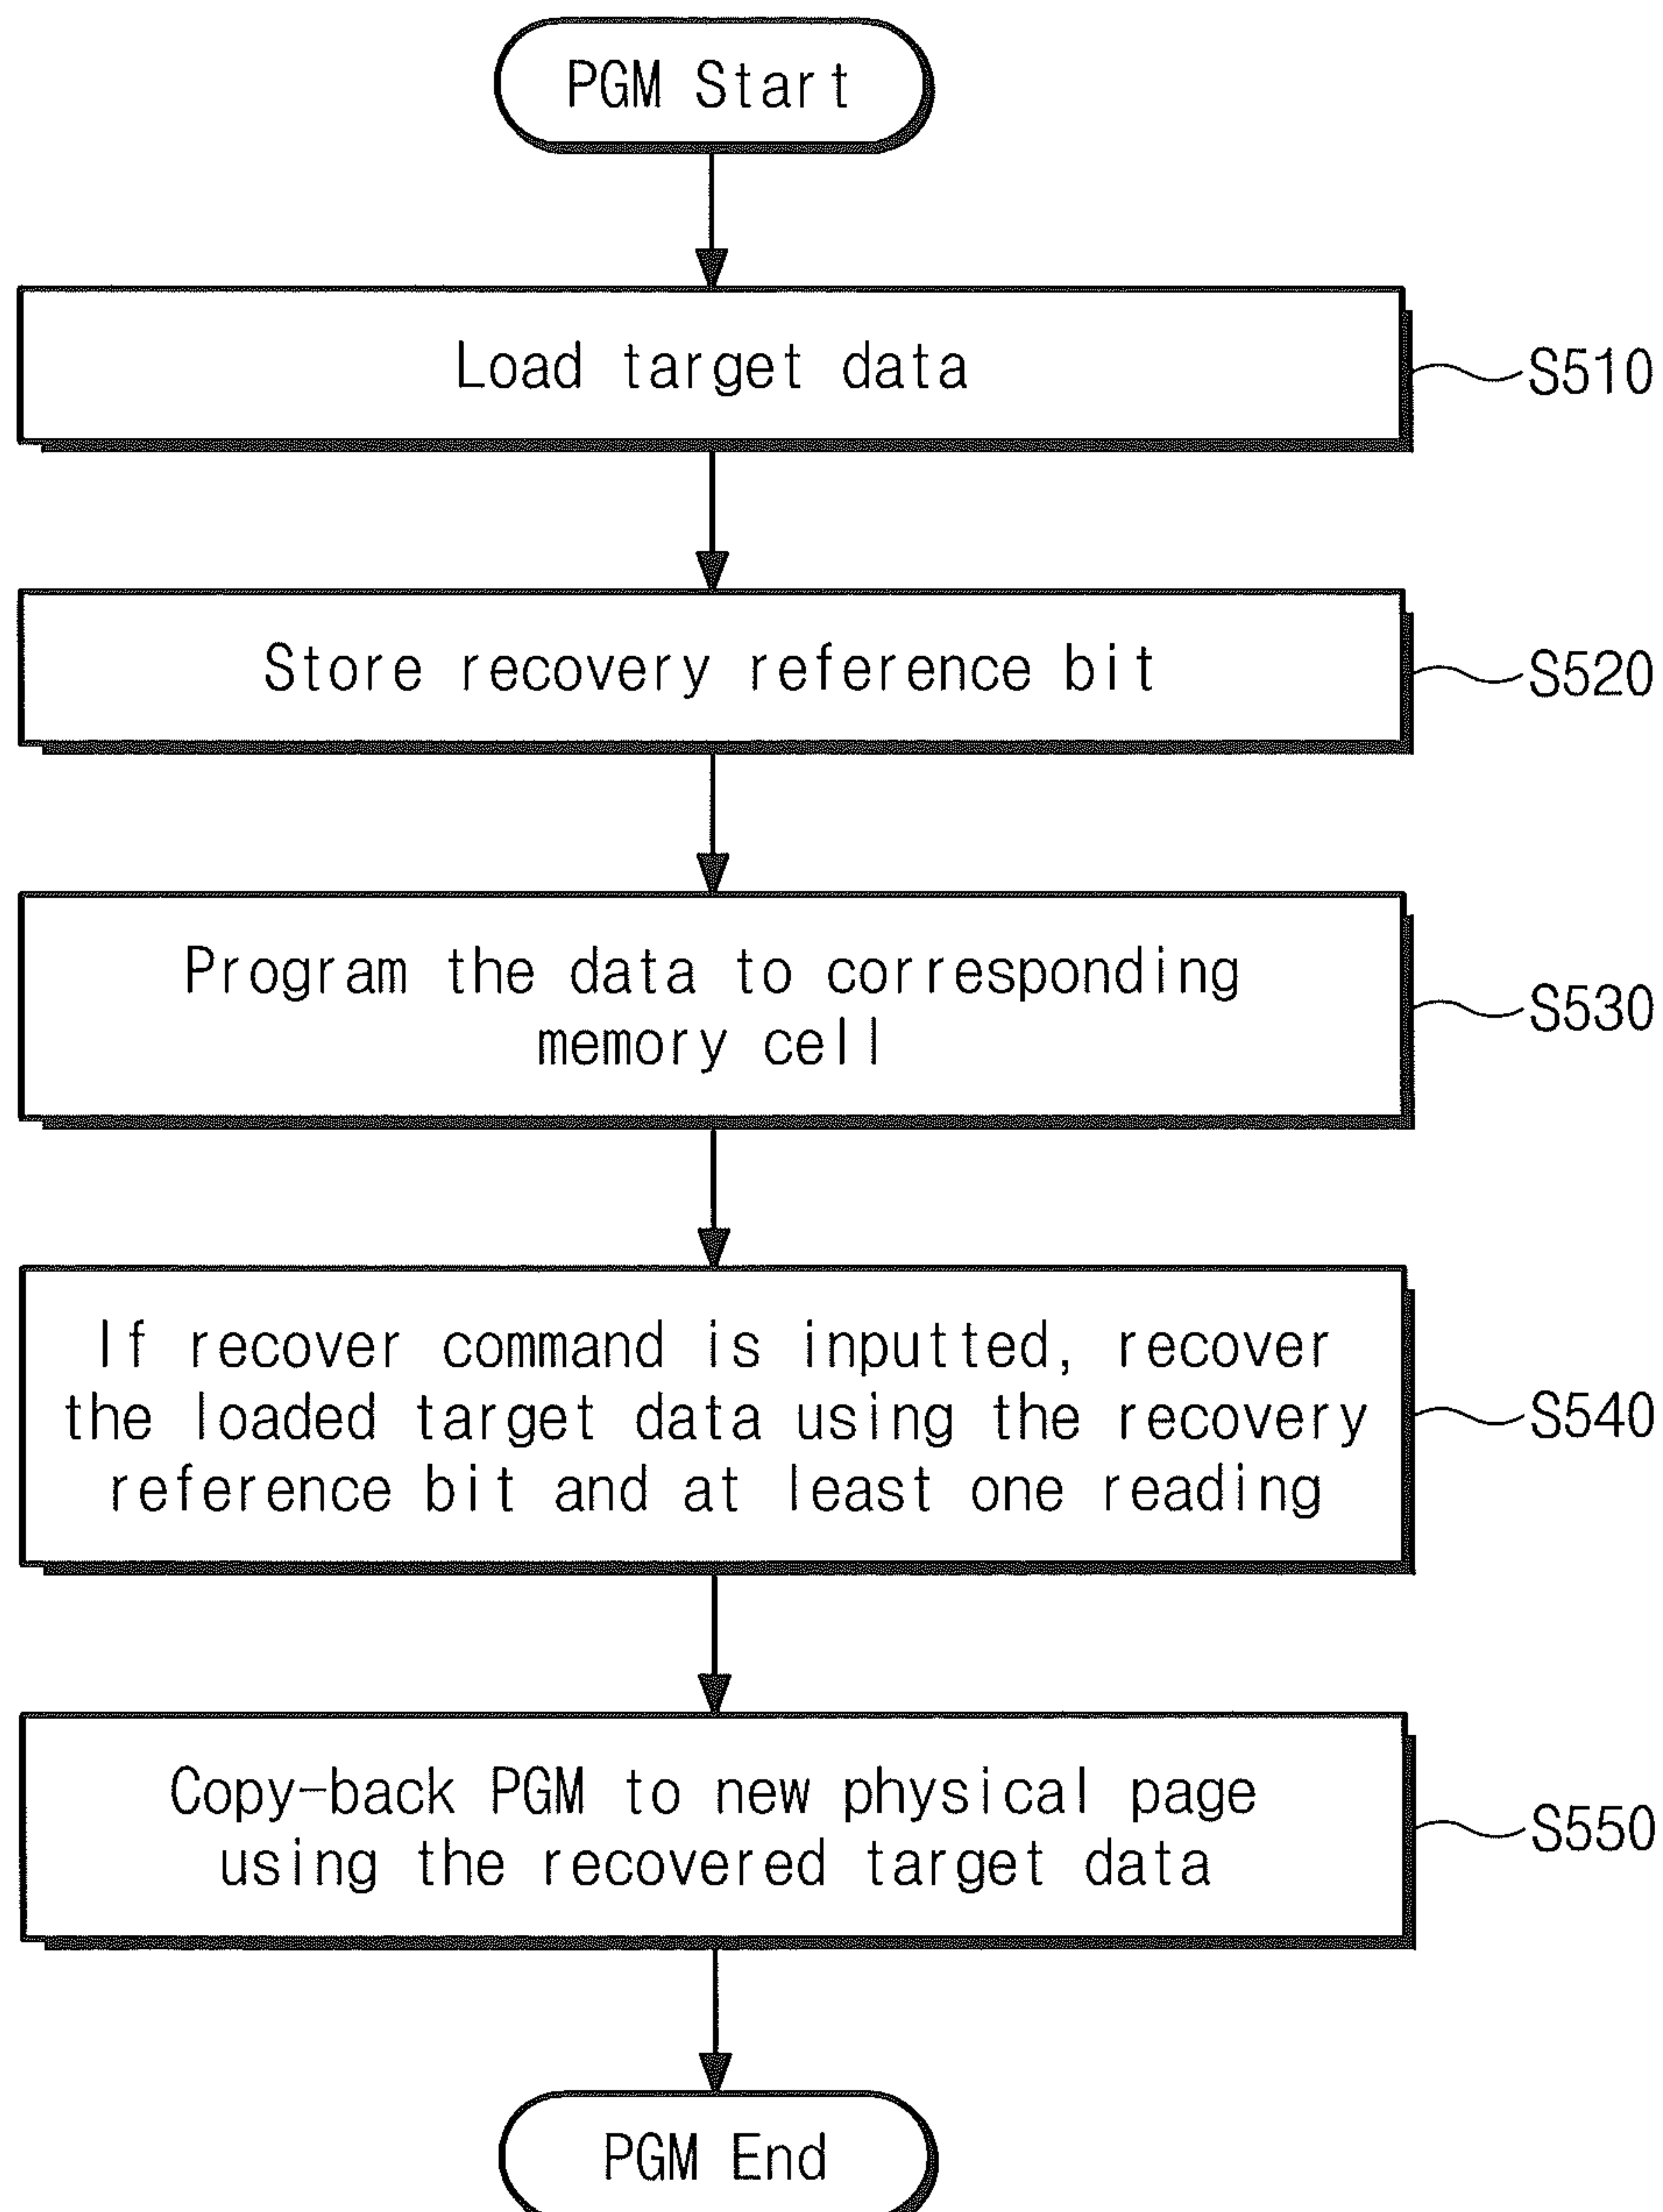 PGM Start
Load target data
S510
Store recovery reference bit
S520
Program the data to corresponding
memory cell
S530
If recover command is inputted, recover
the loaded target data using the recovery
reference bit and at least one reading
S540
Copy-back PGM to new physical page
using the recovered target data
S550
PGM End